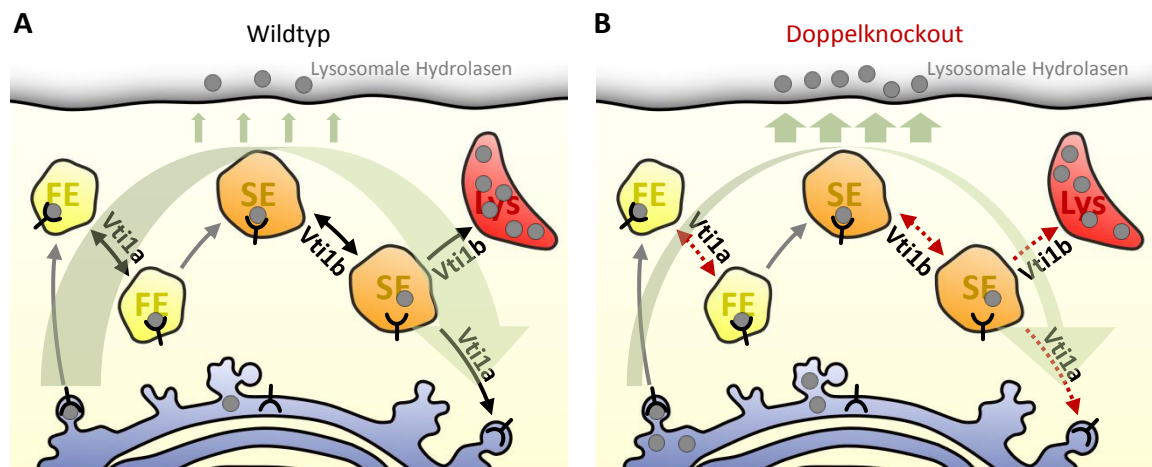 A
Wildtyp
Lysosomale Hydrolasen
FE
SE
Lys
Vti1a
Vti1b
Vti1b
FE
SE
Vti1a
B
Doppelknockout
Lysosomale Hydrolasen
FE
SE
Lys
Vti1a
Vti1b
Vti1b
FE
SE
Vti1a